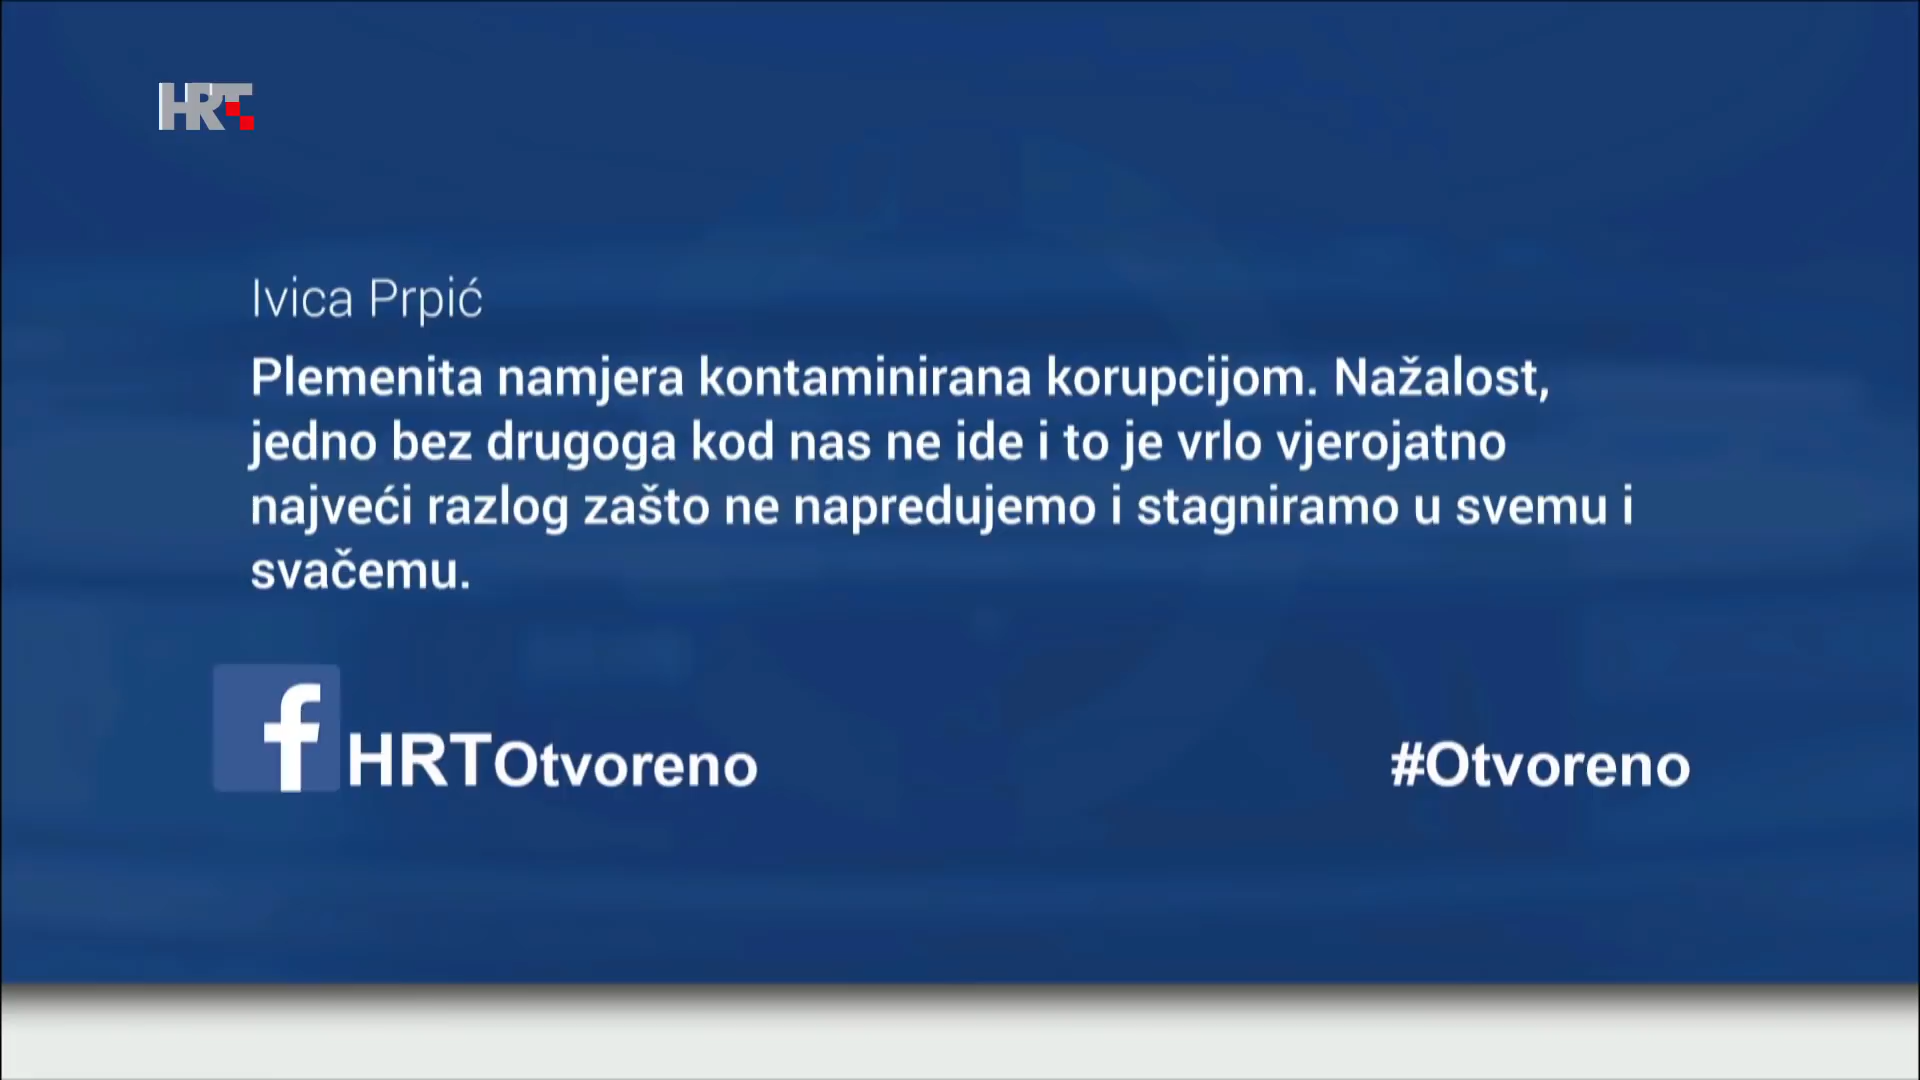 HRT
Ivica Prpić
Plemenita namjera kontaminirana korupcijom. Nažalost,
jedno bez drugoga kod nas ne ide i to je vrlo vjerojatno
najveći razlog zašto ne napredujemo i stagniramo u svemu i
svačemu.
f HRTOtvoreno
#Otvoreno